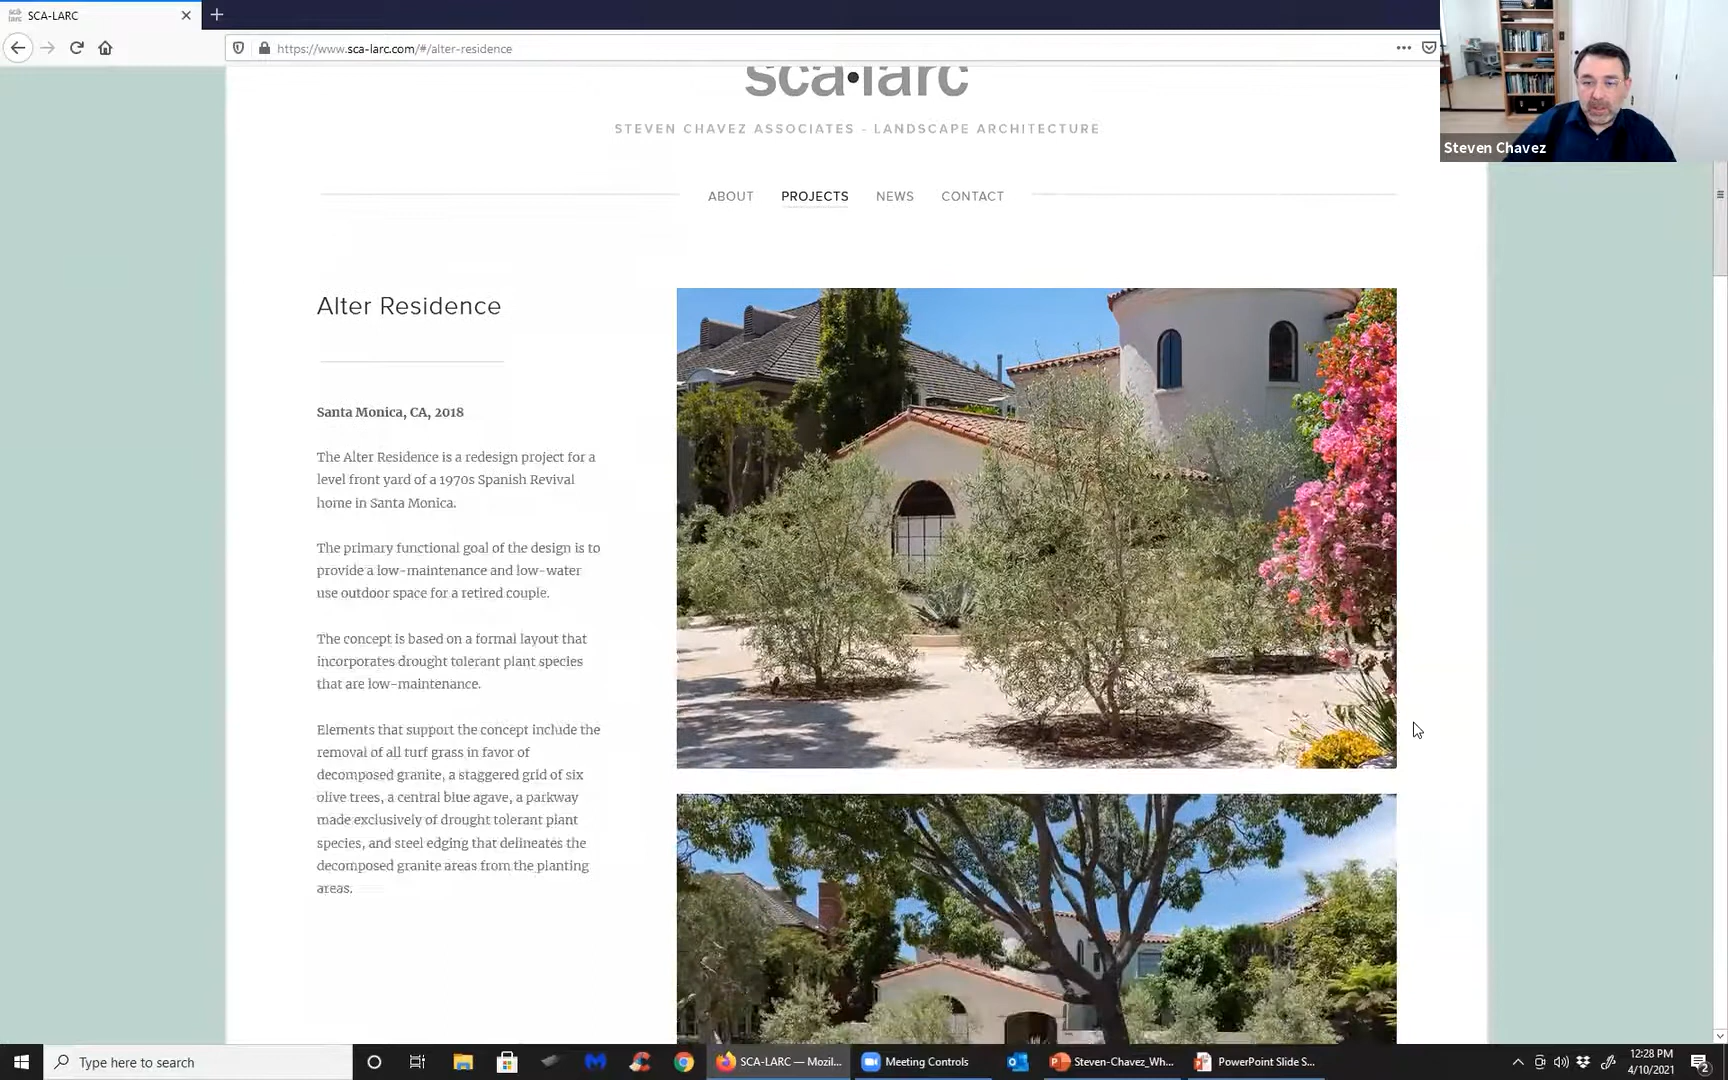 SCA-LARC
https://www.sca-larc.com/#/alter-residence
sca•larc
STEVEN CHAVEZ ASSOCIATES - LANDSCAPE ARCHITECTURE
Steven Chavez
ABOUT PROJECTS NEWS CONTACT
Alter Residence
Santa Monica, CA, 2018
The Alter Residence is a redesign project for a
level front yard of a 1970s Spanish Revival
home in Santa Monica.
The primary functional goal of the design is to
provide a low-maintenance and low-water
use outdoor space for a retired couple.
The concept is based on a formal layout that
incorporates drought tolerant plant species
that are low-maintenance.
Elements that support the concept include the
removal of all turf grass in favor of
decomposed granite, a staggered grid of six
olive trees, a central blue agave, a parkway
made exclusively of drought tolerant plant
species, and steel edging that delineates the
decomposed granite areas from the planting
areas.
Type here to search
SCA-LARC — Mozil...
Meeting Controls
Steven-Chavez_Wh...
PowerPoint Slide S...
12:28 PM
4/10/2021
2